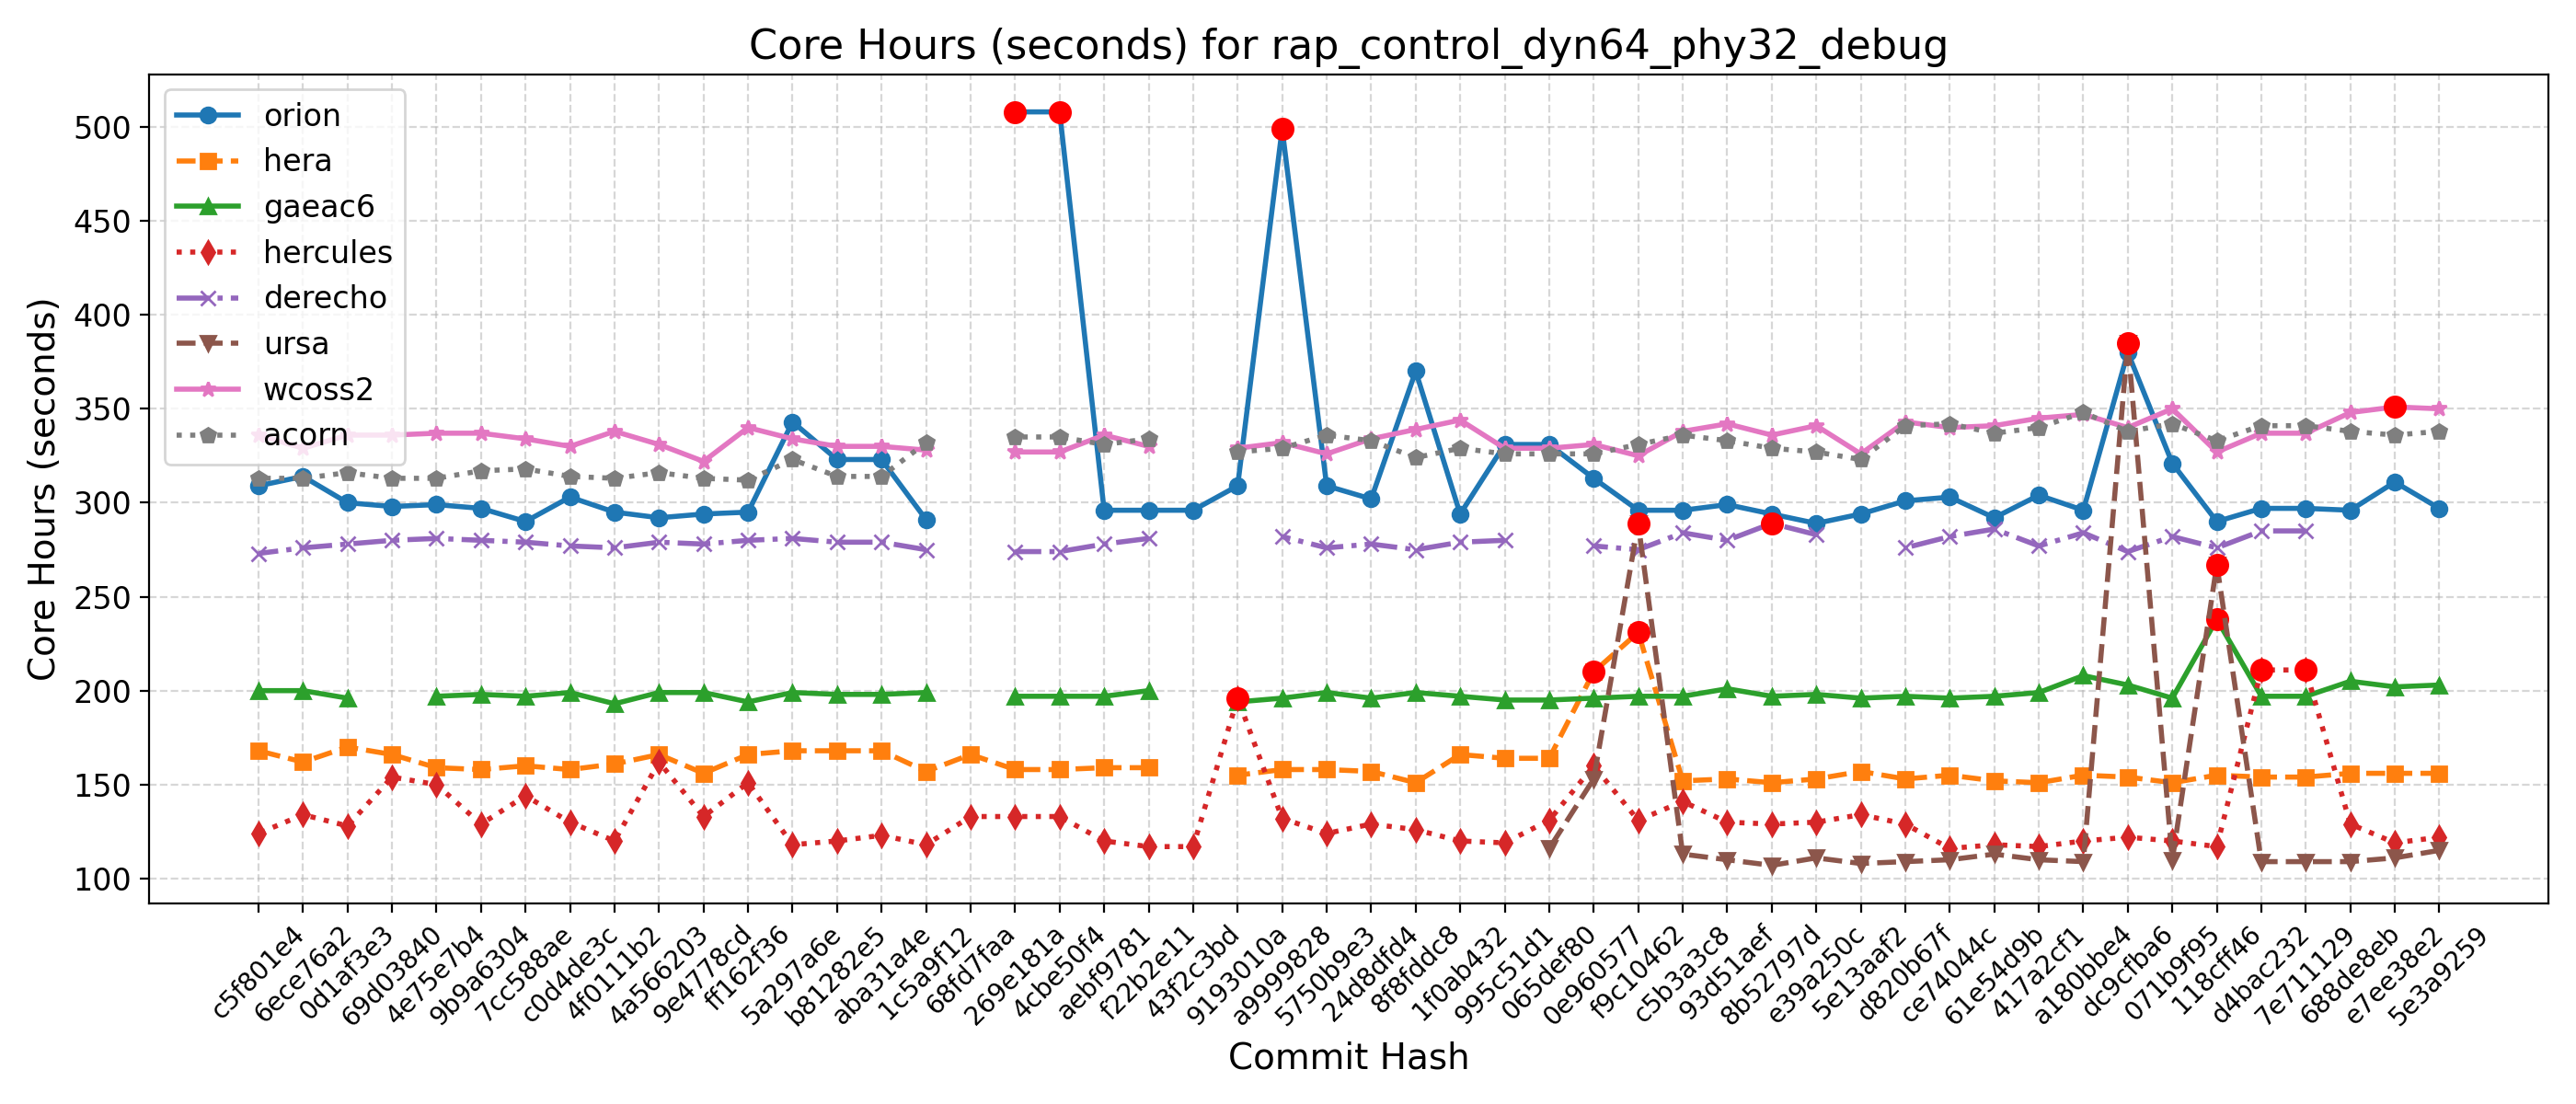 Core Hours (seconds) for rap_control_dyn64_phy32_debug
Core Hours (seconds)
500
450
400
350
300
250
200
150
100
orion
hera
gaeac6
hercules
derecho
ursa
wcoss2
acorn
c5f801e4
6ece76a2
0d1af3e3
69d03840
4e75e7b4
9b9a6304
7cc588ae
c0d4de3c
4f0111b2
4a566203
9e4778cd
ff162f36
5a297a6e
b81282e5
aba31a4e
1c5a9f12
68fd7faa
269e181a
4cbe50f4
aebf9781
f22b2e11
43f2c3bd
9193010a
a9999828
5750b9e3
24d8dfd4
8f8fddc8
1f0ab432
995c51d1
065def80
0e960577
f9c10462
c5b3a3c8
93d51aef
8b52797d
e39a250c
5e13aaf2
d820b67f
ce74044c
61e54d9b
417a2cf1
a180bbe4
dc9cfba6
071b9f95
118cff46
d4bac232
7e711129
688de8eb
e7ee38e2
5e3a9259
Commit Hash